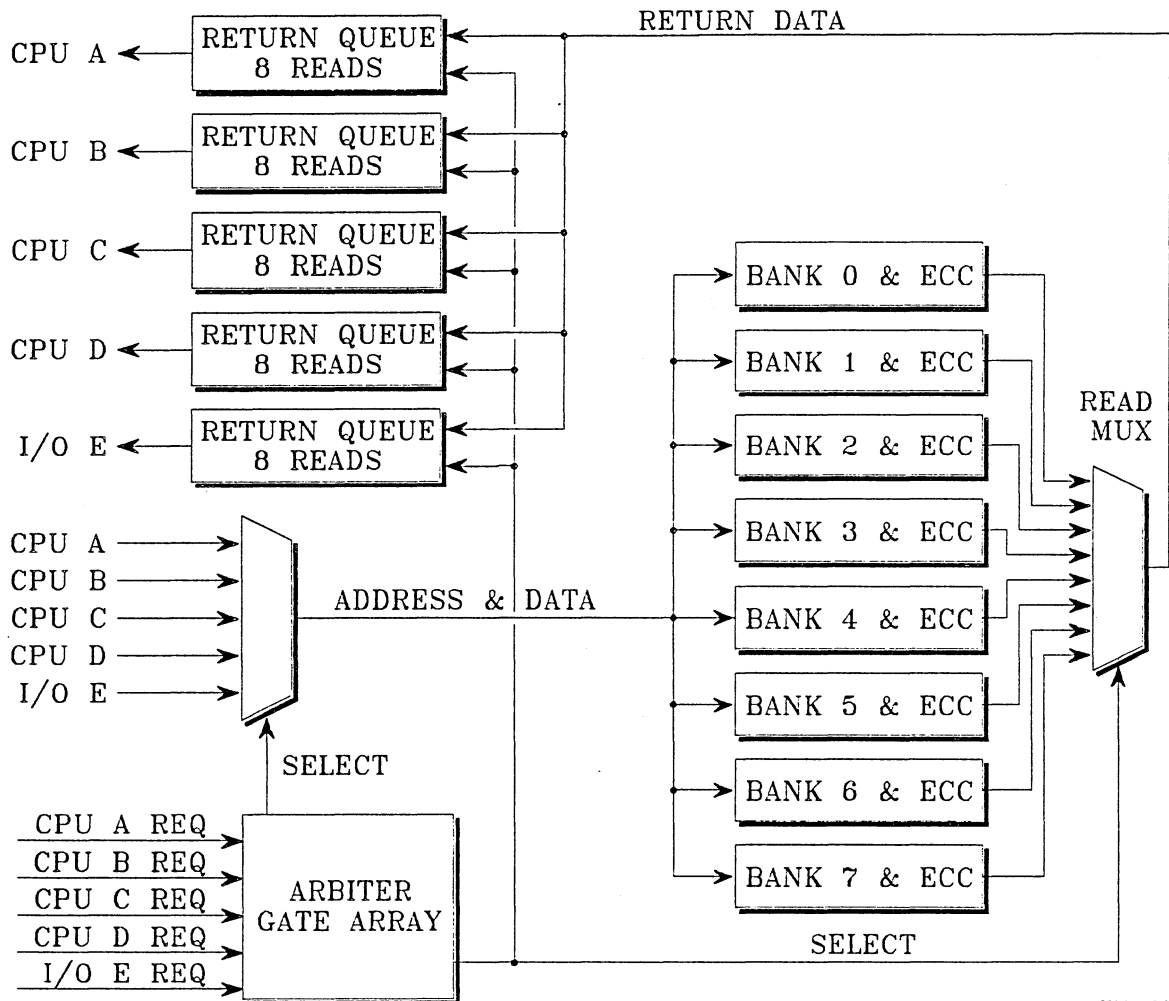 RETURN DATA
CPU A
RETURN QUEUE
8 READS
CPU B
RETURN QUEUE
8 READS
CPU C
RETURN QUEUE
8 READS
CPU D
RETURN QUEUE
8 READS
I/O E
RETURN QUEUE
8 READS
BANK 0 & ECC
BANK 1 & ECC
BANK 2 & ECC
BANK 3 & ECC
BANK 4 & ECC
BANK 5 & ECC
BANK 6 & ECC
BANK 7 & ECC
READ
MUX
CPU A
CPU B
CPU C
CPU D
I/O E
ADDRESS & DATA
SELECT
CPU A REQ
CPU B REQ
CPU C REQ
CPU D REQ
I/O E REQ
ARBITER
GATE ARRAY
SELECT